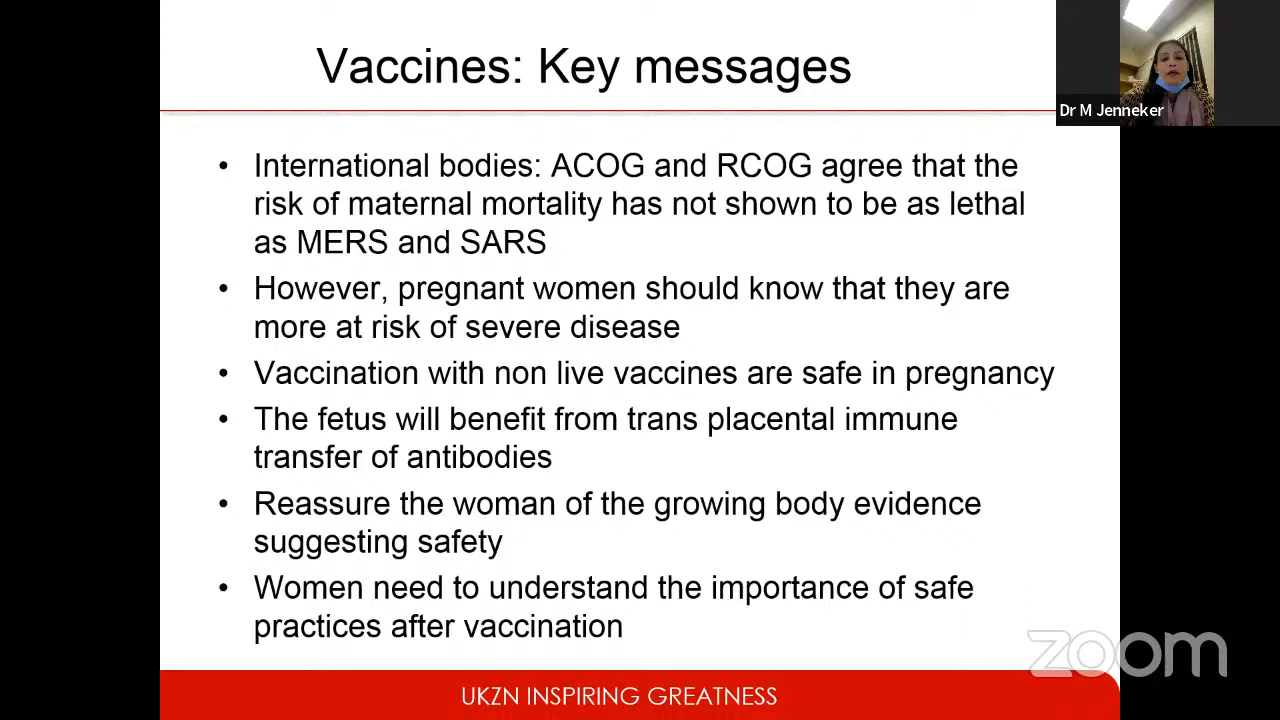 Vaccines: Key messages
Dr M Jenneker
• International bodies: ACOG and RCOG agree that the
risk of maternal mortality has not shown to be as lethal
as MERS and SARS
• However, pregnant women should know that they are
more at risk of severe disease
• Vaccination with non live vaccines are safe in pregnancy
• The fetus will benefit from trans placental immune
transfer of antibodies
• Reassure the woman of the growing body evidence
suggesting safety
• Women need to understand the importance of safe
practices after vaccination
zoom
UKZN INSPIRING GREATNESS